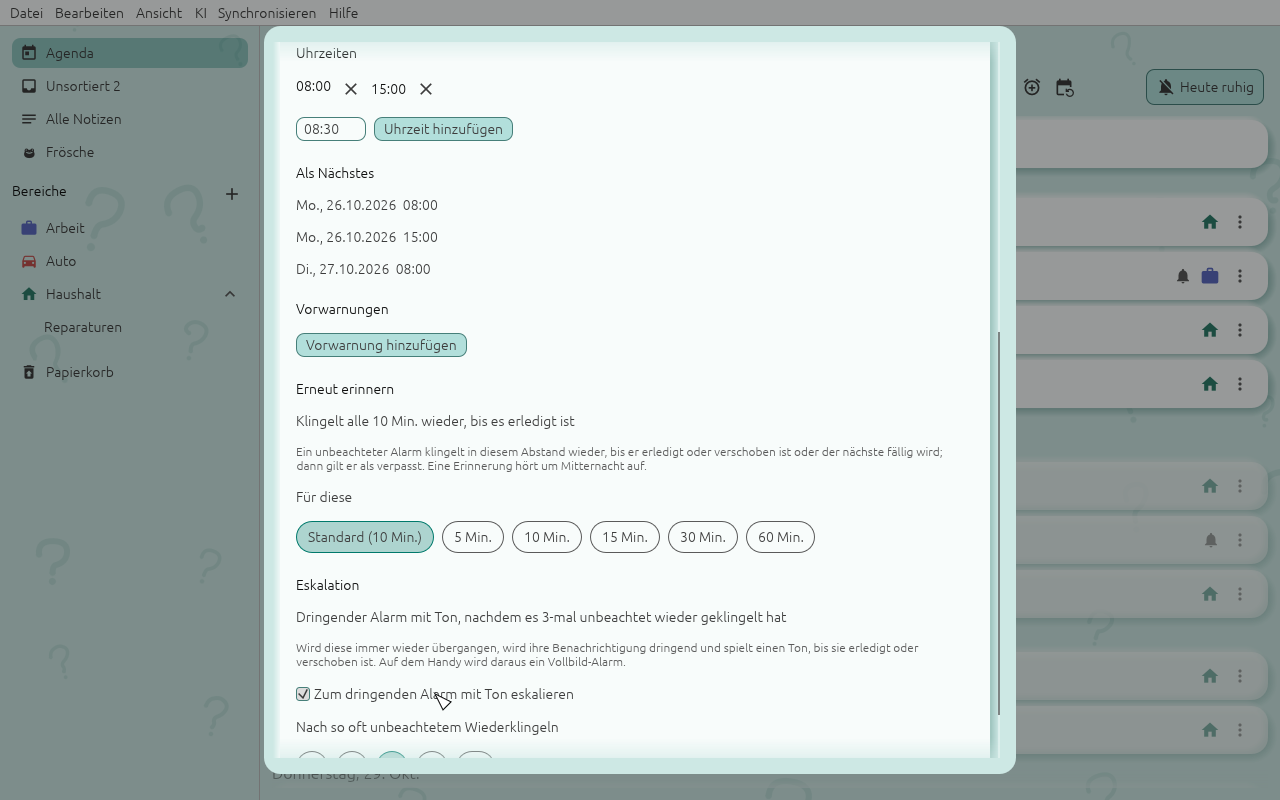 Datei Bearbeiten Ansicht KI Synchronisieren Hilfe
Agenda
Unsortiert 2
Alle Notizen
Frösche
Bereiche
Arbeit
Auto
Haushalt
Reparaturen
Papierkorb
Heute ruhig
Uhrzeiten
08:00 15:00
08:30 Uhrzeit hinzufügen
Als Nächstes
Mo., 26.10.2026 08:00
Mo., 26.10.2026 15:00
Di., 27.10.2026 08:00
Vorwarnungen
Vorwarnung hinzufügen
Erneut erinnern
Klingelt alle 10 Min. wieder, bis es erledigt ist
Ein unbeachteter Alarm klingelt in diesem Abstand wieder, bis er erledigt oder verschoben ist oder der nächste fällig wird;
dann gilt er als verpasst. Eine Erinnerung hört um Mitternacht auf.
Für diese
Standard (10 Min.) 5 Min. 10 Min. 15 Min. 30 Min. 60 Min.
Eskalation
Dringender Alarm mit Ton, nachdem es 3-mal unbeachtet wieder geklingelt hat
Wird diese immer wieder übergangen, wird ihre Benachrichtigung dringend und spielt einen Ton, bis sie erledigt oder
verschoben ist. Auf dem Handy wird daraus ein Vollbild-Alarm.
Zum dringenden Alarm mit Ton eskalieren
Nach so oft unbeachtetem Wiederklingeln
Donnerstag, 29. Okt.